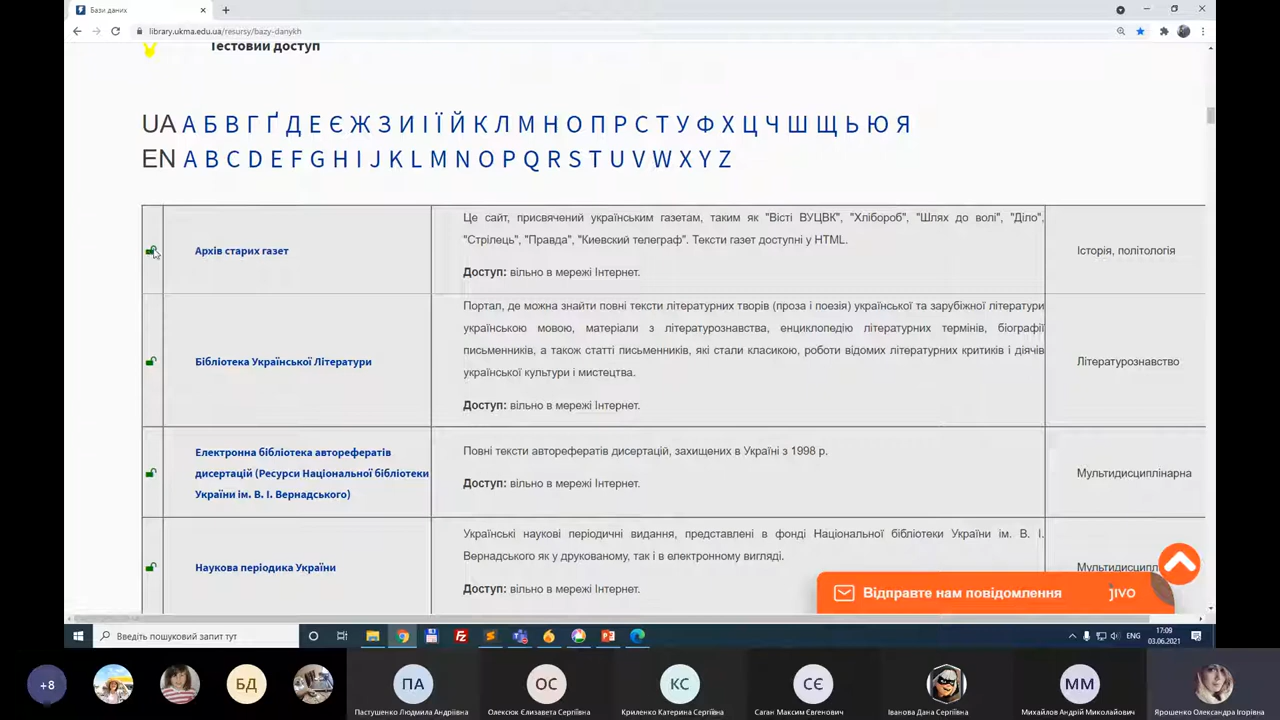 Бази даних
library.ukma.edu.ua/resursy/bazy-danykh
Тестовий доступ
UA А Б В Г Ґ Д Е Є Ж З И І Ї Й К Л М Н О П Р С Т У Ф Х Ц Ч Ш Щ Ь Ю Я
EN A B C D E F G H I J K L M N O P Q R S T U V W X Y Z
Архів старих газет
Це сайт, присвячений українським газетам, таким як "Вісті ВУЦВК", "Хлібороб", "Шлях до волі", "Діло",
"Стрілець", "Правда", "Киевский телеграф". Тексти газет доступні у HTML.
Доступ: вільно в мережі Інтернет.
Історія, політологія
Бібліотека Української Літератури
Портал, де можна знайти повні тексти літературних творів (проза і поезія) української та зарубіжної літератури
українською мовою, матеріали з літературознавства, енциклопедію літературних термінів, біографії
письменників, а також статті письменників, які стали класикою, роботи відомих літературних критиків і діячів
української культури і мистецтва.
Доступ: вільно в мережі Інтернет.
Літературознавство
Електронна бібліотека авторефератів
дисертацій (Ресурси Національної бібліотеки
України ім. В. І. Вернадського)
Повні тексти авторефератів дисертацій, захищених в Україні з 1998 р.
Доступ: вільно в мережі Інтернет.
Мультидисциплінарна
Наукова періодика України
Українські наукові періодичні видання, представлені в фонді Національної бібліотеки України ім. В. І.
Вернадського як у друкованому, так і в електронному вигляді.
Доступ: вільно в мережі Інтернет.
Мультидисципл
Відправте нам повідомлення
jivo
Введіть пошуковий запит тут
ENG
17:09
03.06.2021
+8
БД
ПА
ОС
КС
СЄ
ММ
Пастушенко Людмила Андріївна
Олексюк Єлизавета Сергіївна
Криленко Катерина Сергіївна
Саган Максим Євгенович
Іванова Дана Сергіївна
Михайлов Андрій Миколайович
Ярошенко Олександра Ігорівна